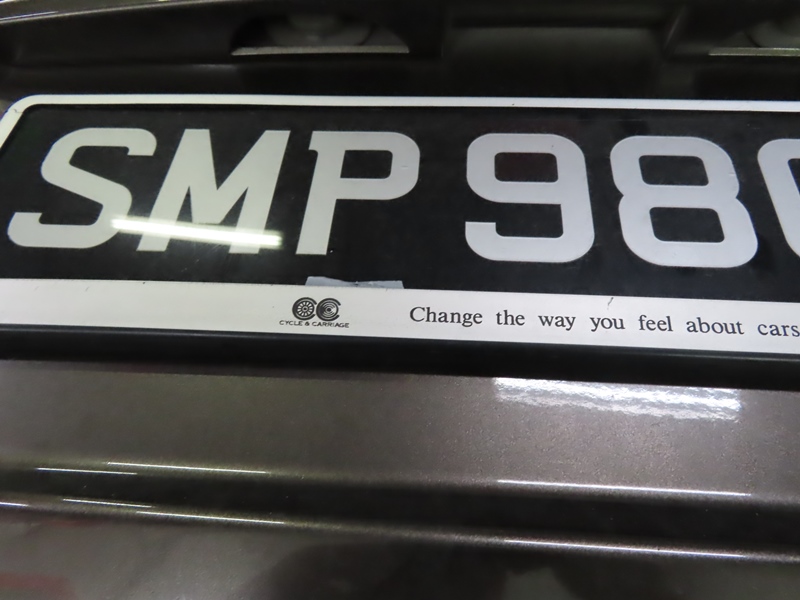 SMP 98
CYCLE & CARRIAGE
Change the way you feel about cars